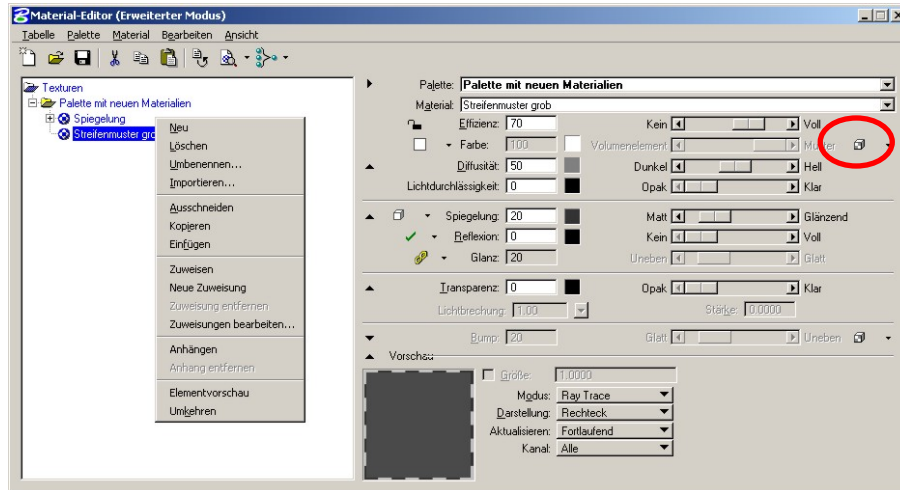 Material-Editor (Erweiterter Modus)
Tabelle Palette Material Bearbeiten Ansicht
Texturen
Palette mit neuen Materialien
Spiegelung
Streifenmuster gro
Neu
Löschen
Umbenennen...
Importieren...
Ausschneiden
Kopieren
Einfügen
Zuweisen
Neue Zuweisung
Zuweisung entfernen
Zuweisungen bearbeiten...
Anhängen
Anhang entfernen
Elementvorschau
Umkehren
Palette: Palette mit neuen Materialien
Material: Streifenmuster grob
Effizienz: 70 Kein Voll
Farbe: 100 Volumenelement Muster
Diffusität: 50 Dunkel Hell
Lichtdurchlässigkeit: 0 Opak Klar
Spiegelung: 20 Matt Glänzend
Reflexion: 0 Kein Voll
Glanz: 20 Uneben Glatt
Transparenz: 0 Opak Klar
Lichtbrechung: 1.00 Stärke: 0.0000
Bump: 20 Glatt Uneben
Vorschau
Größe: 1.0000
Modus: Ray Trace
Darstellung: Rechteck
Aktualisieren: Fortlaufend
Kanal: Alle